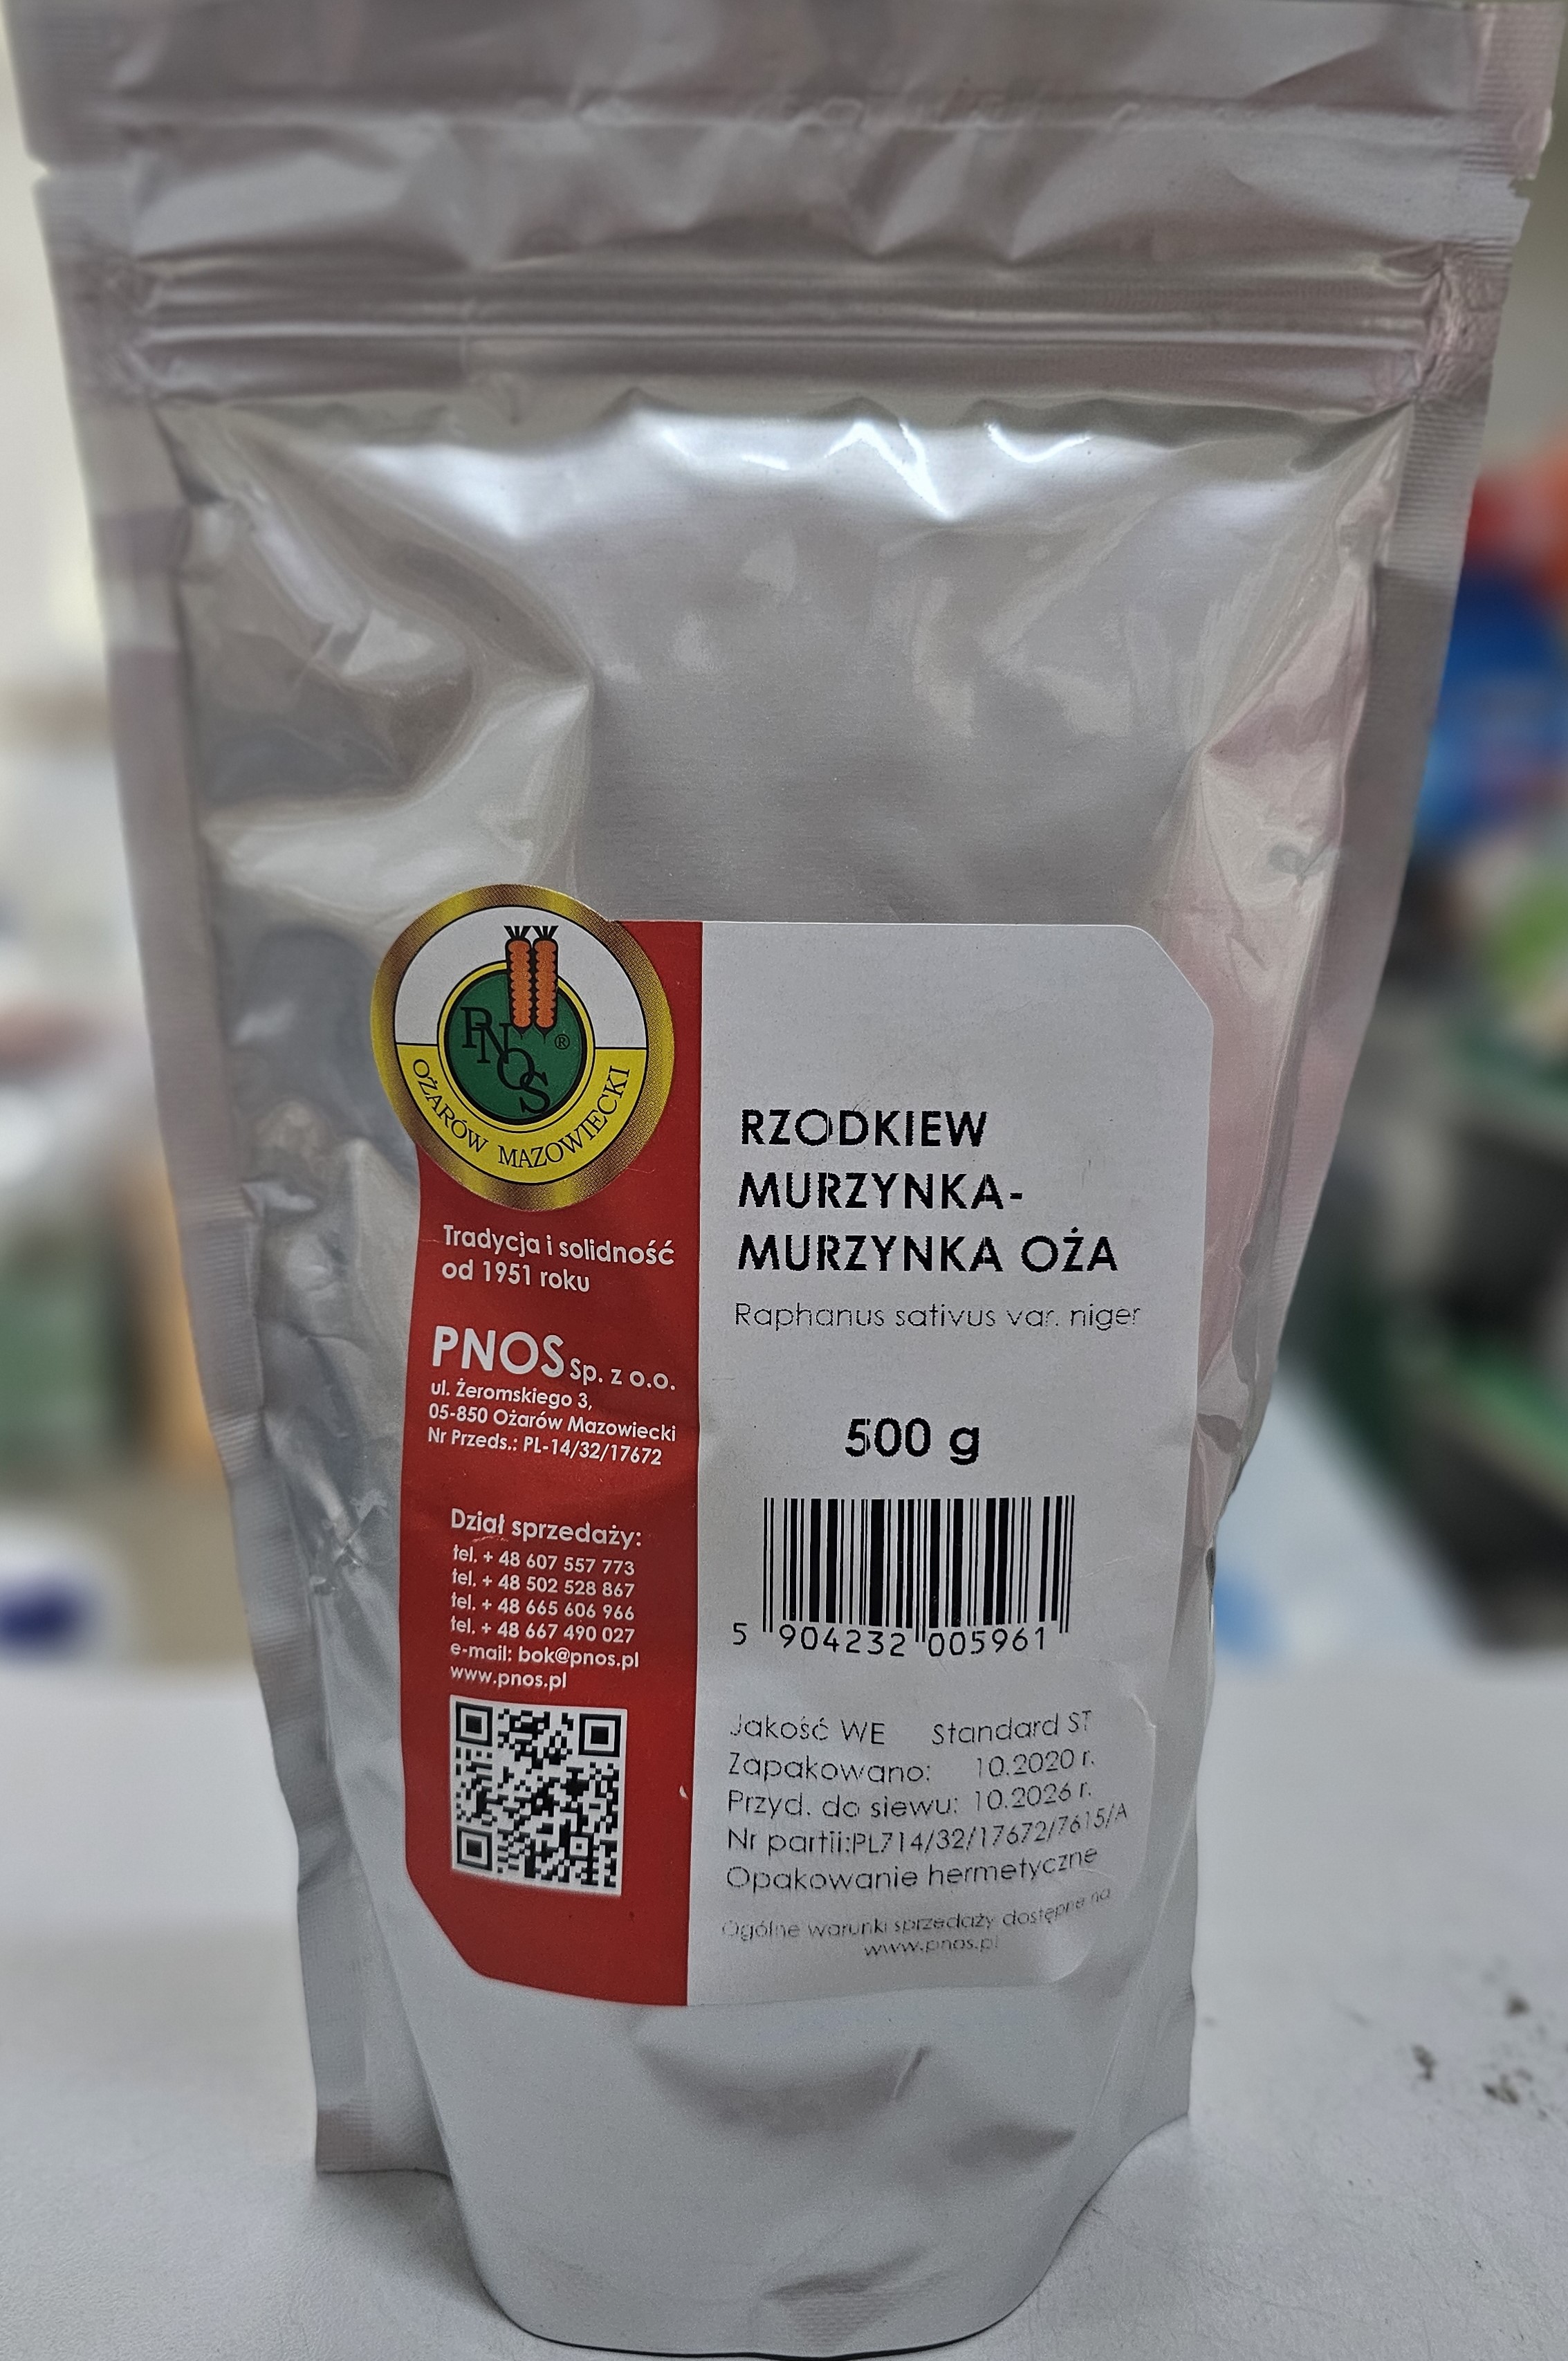 PNOS ®
OŻARÓW MAZOWIECKI
Tradycja i solidność
od 1951 roku
PNOS Sp. z o.o.
ul. Żeromskiego 3,
05-850 Ożarów Mazowiecki
Nr Przeds.: PL-14/32/17672
Dział sprzedaży:
tel. + 48 607 557 773
tel. + 48 502 528 867
tel. + 48 665 606 966
tel. + 48 667 490 027
e-mail: bok@pnos.pl
www.pnos.pl
RZODKIEW
MURZYNKA-
MURZYNKA OŻA
Raphanus sativus var. niger
500 g
5 904232 005961
Jakość WE Standard ST
Zapakowano: 10.2020 r.
Przyd. do siewu: 10.2026 r.
Nr partii:PL714/32/17672/7615/A
Opakowanie hermetyczne
Ogólne warunki sprzedaży dostępne na
www.pnos.pl